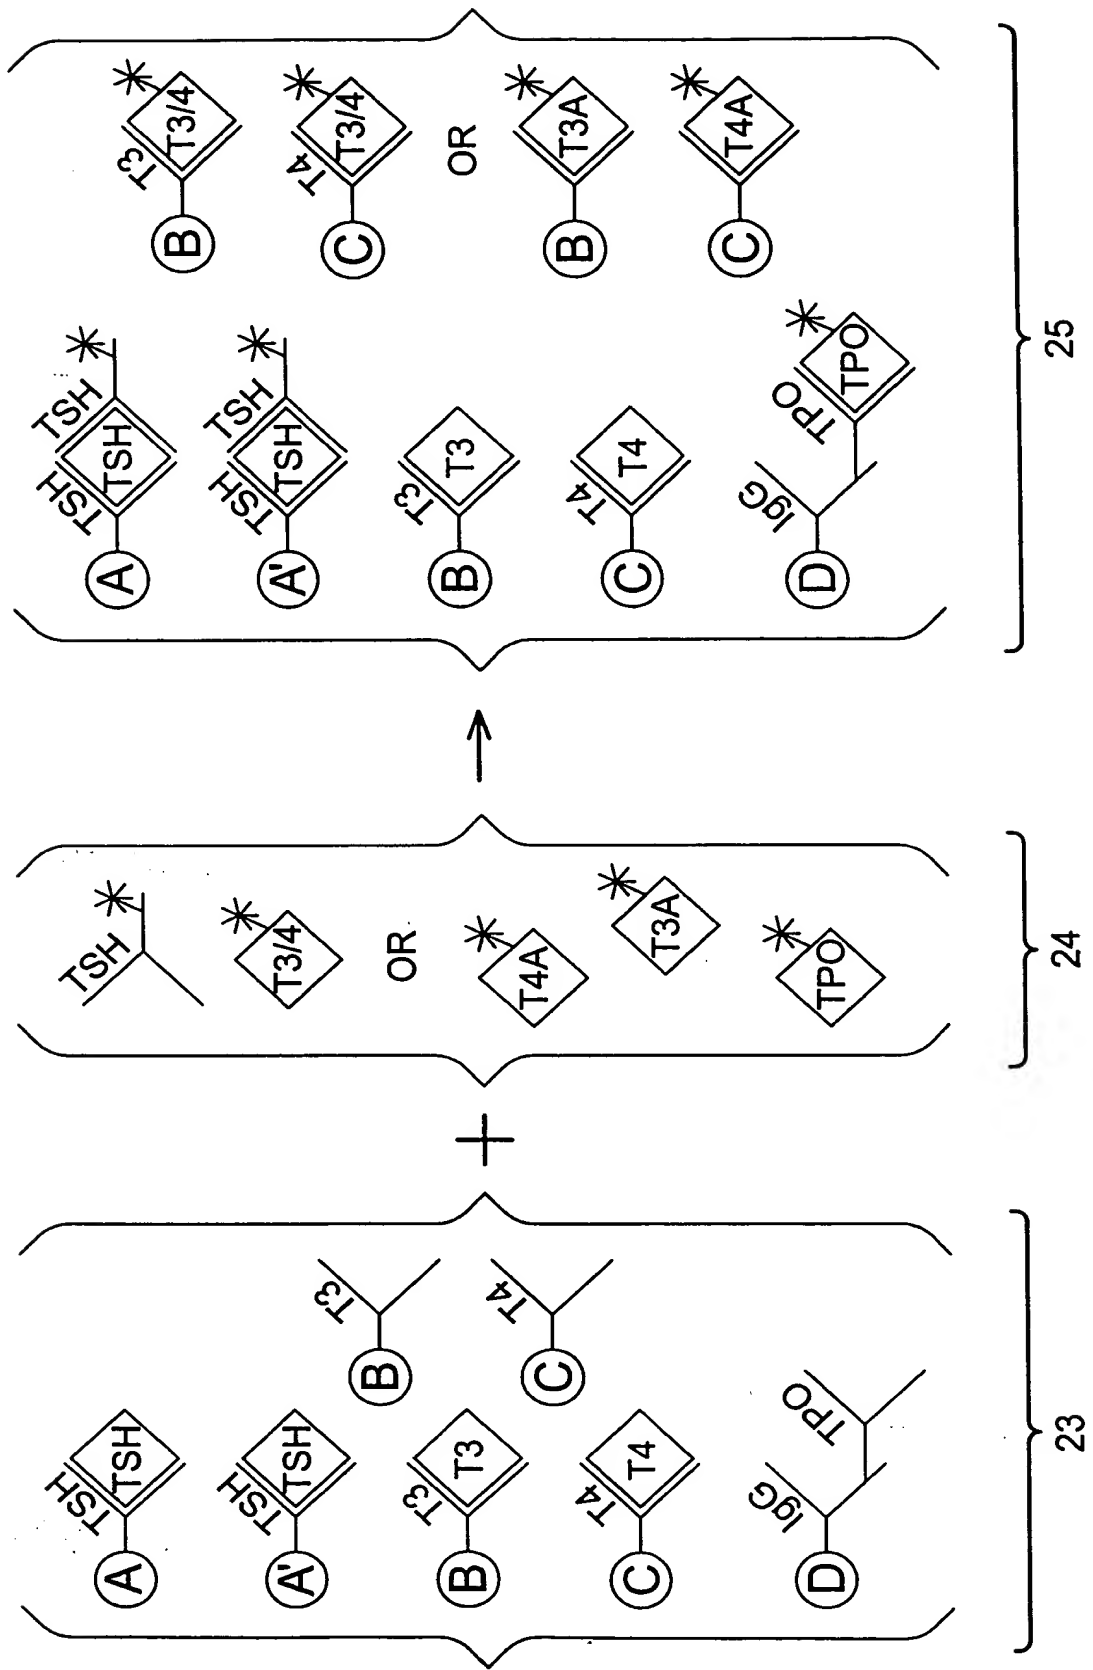 TSH
A TSH
TSH
A' TSH
T3
B T3
T4
C T4
IgG TPO
D
T3
B
T4
C
23
+
TSH *
T3/4 *
OR
T4A *
T3A *
TPO *
24
→
TSH TSH *
A TSH
TSH TSH *
A' TSH
T3
B T3
T4
C T4
IgG TPO *
D TPO
T3 *
B T3/4
T4 *
C T3/4
OR
B T3A *
C T4A *
25